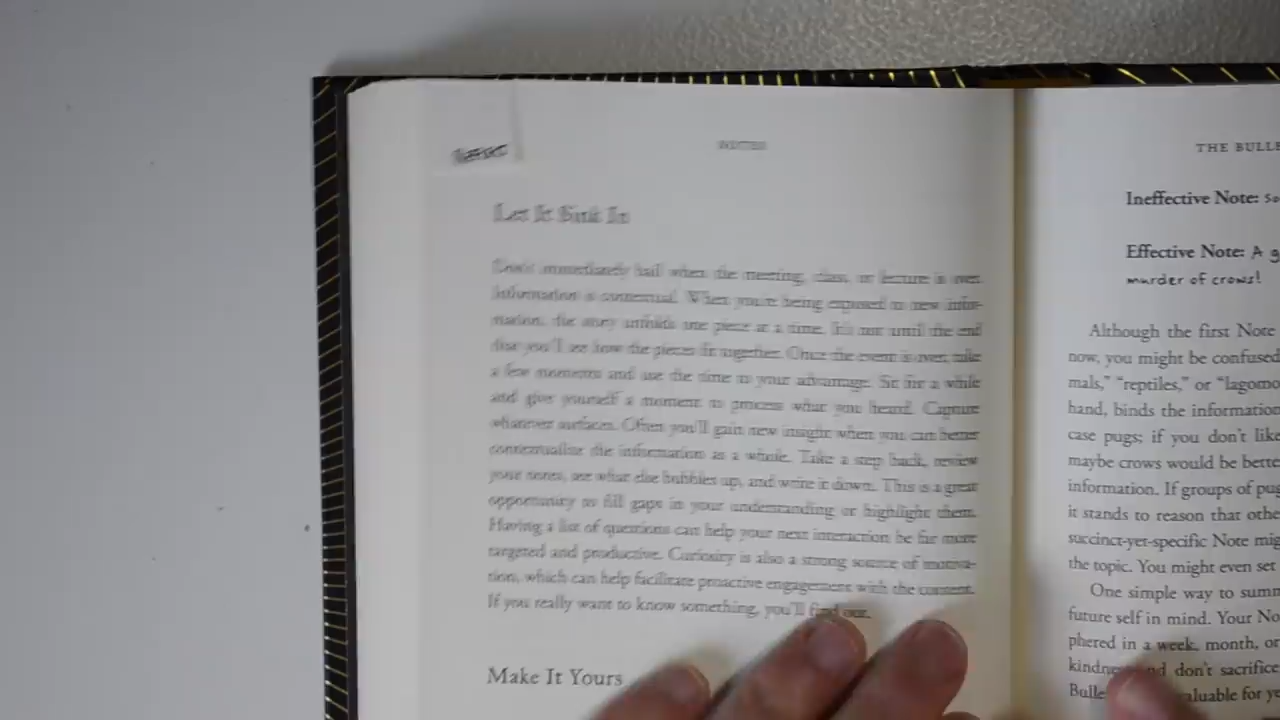 NOTES
Let It Sink In
Don't immediately bail when the meeting, class, or lecture is over.
Information is contextual. When you're being exposed to new infor-
mation, the story unfolds one piece at a time. It's not until the end
that you'll see how the pieces fit together. Once the event is over, take
a few moments and use the time to your advantage. Sit for a while
and give yourself a moment to process what you heard. Capture
whatever surfaces. Often you'll gain new insight when you can better
contextualize the information as a whole. Take a step back, review
your notes, see what else bubbles up, and write it down. This is a great
opportunity to fill gaps in your understanding or highlight them.
Having a list of questions can help your next interaction be far more
targeted and productive. Curiosity is also a strong source of motiva-
tion, which can help facilitate proactive engagement with the content.
If you really want to know something, you'll find out.
Make It Yours
THE BULLE
Ineffective Note: So
Effective Note: A g
murder of crows!
Although the first Note
now, you might be confused
mals," "reptiles," or "lagomo
hand, binds the information
case pugs; if you don't like
maybe crows would be bette
information. If groups of pug
it stands to reason that othe
succinct-yet-specific Note mig
the topic. You might even set
One simple way to summ
future self in mind. Your No
phered in a week, month, or
don't sacrifice
Bulle valuable for ye